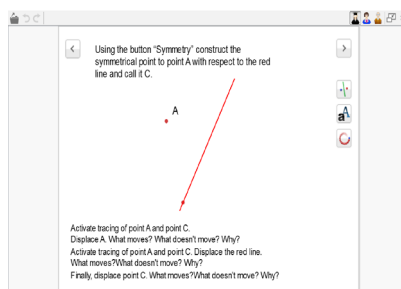 Using the button "Symmetry" construct the
symmetrical point to point A with respect to the red
line and call it C.
A
aA
Activate tracing of point A and point C.
Displace A. What moves? What doesn't move? Why?
Activate tracing of point A and point C. Displace the red line.
What moves?What doesn't move? Why?
Finally, displace point C. What moves?What doesn't move? Why?